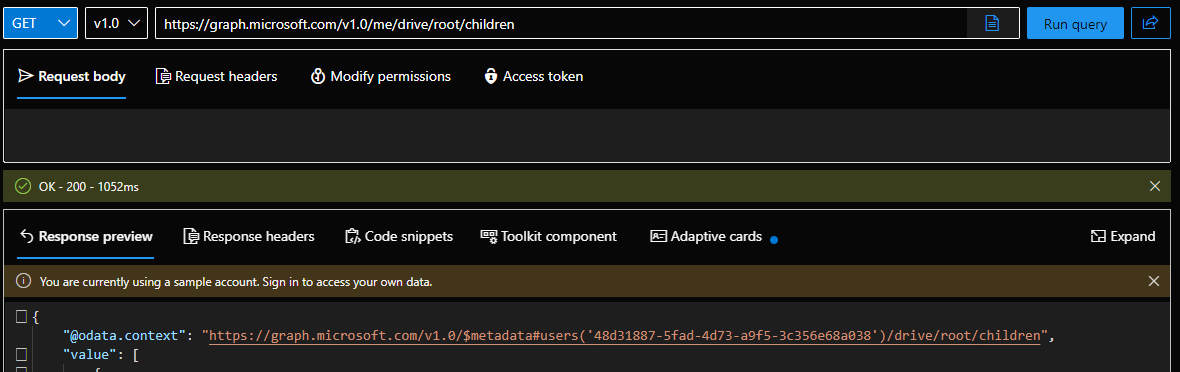 GET v1.0 https://graph.microsoft.com/v1.0/me/drive/root/children Run query
Request body Request headers Modify permissions Access token
OK - 200 - 1052ms
Response preview Response headers Code snippets Toolkit component Adaptive cards Expand
You are currently using a sample account. Sign in to access your own data.
{
"@odata.context": "https://graph.microsoft.com/v1.0/$metadata#users('48d31887-5fad-4d73-a9f5-3c356e68a038')/drive/root/children",
"value": [
{